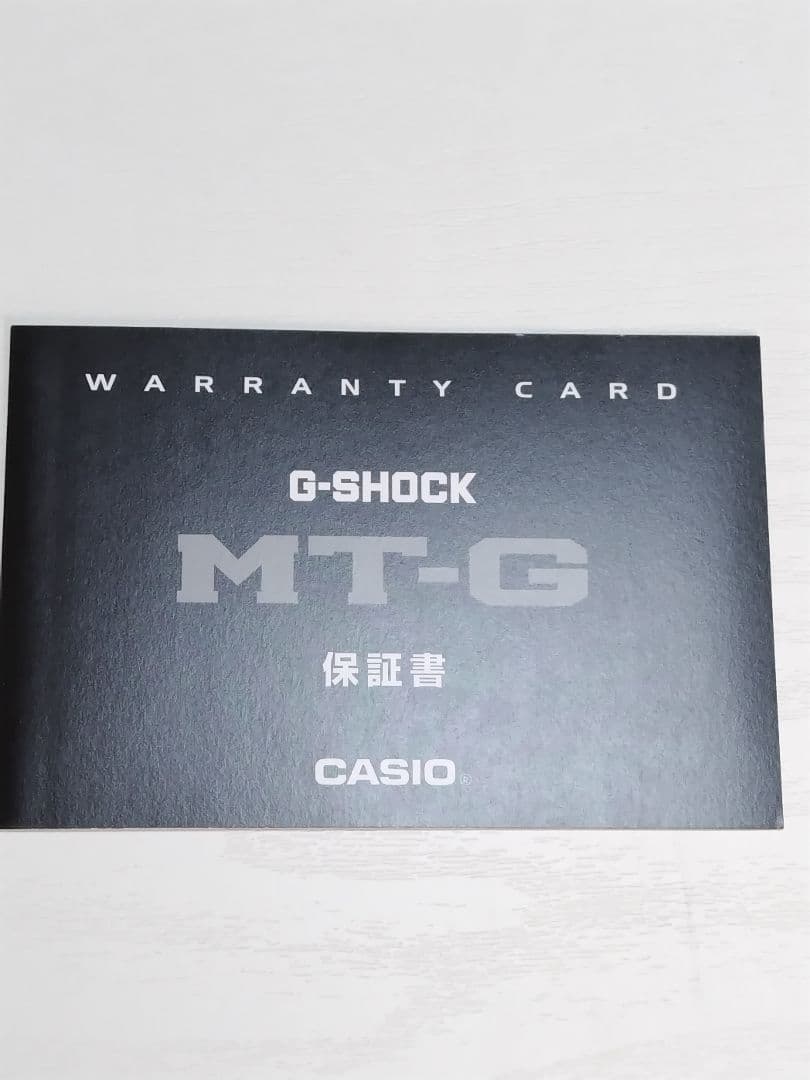 WARRANTY CARD
G-SHOCK
MT-G
保証書
CASIO®